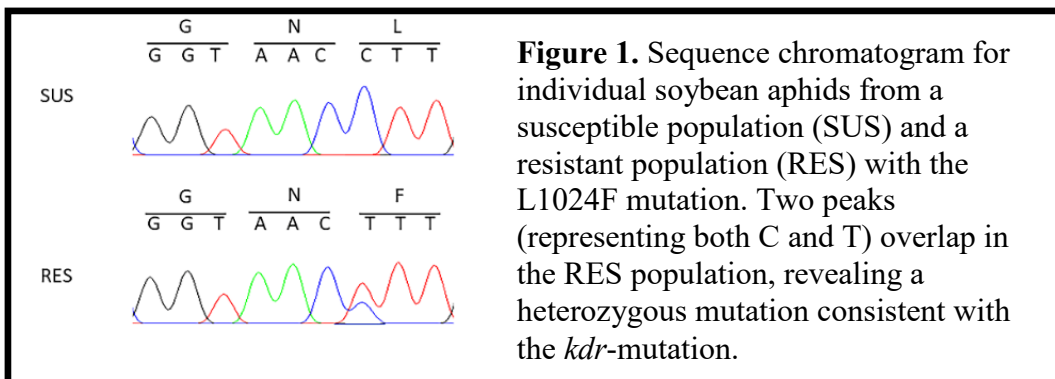 G N L
G G T A A C C T T
SUS
G N F
G G T A A C T T T
RES
Figure 1. Sequence chromatogram for
individual soybean aphids from a
susceptible population (SUS) and a
resistant population (RES) with the
L1024F mutation. Two peaks
(representing both C and T) overlap in
the RES population, revealing a
heterozygous mutation consistent with
the kdr-mutation.